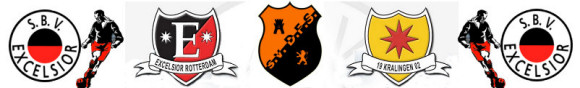 S.B.V.
EXCELSIOR
E
EXCELSIOR ROTTERDAM
19 KRALINGEN 02
S.B.V.
EXCELSIOR